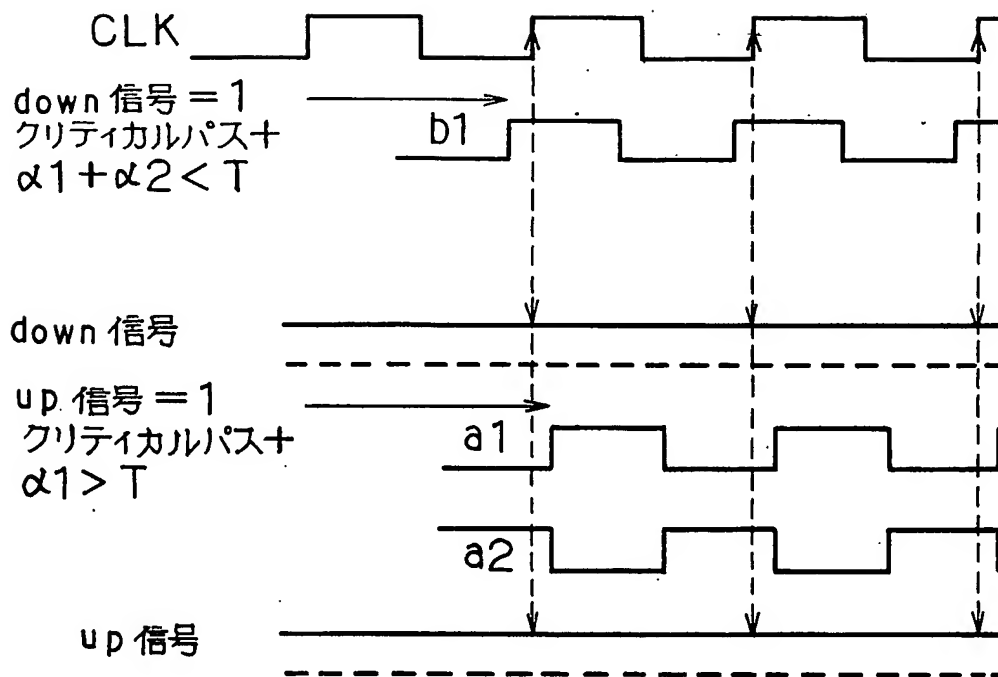 CLK
down 信号＝1
クリティカルパス＋
α1＋α2＜T
b1
down 信号
up 信号＝1
クリティカルパス＋
α1＞T
a1
a2
up 信号